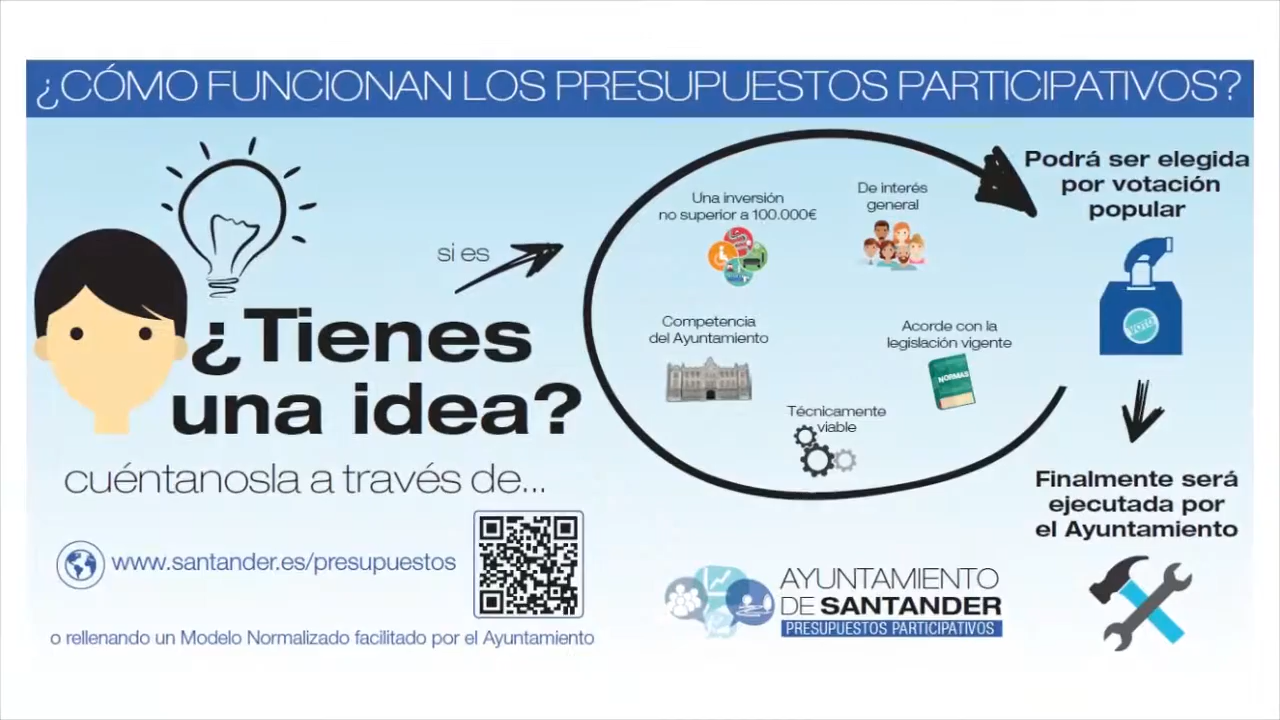 ¿CÓMO FUNCIONAN LOS PRESUPUESTOS PARTICIPATIVOS?
¿Tienes
una idea?
cuéntanosla a través de...
www.santander.es/presupuestos
o rellenando un Modelo Normalizado facilitado por el Ayuntamiento
si es
Una inversión
no superior a 100.000€
De interés
general
Competencia
del Ayuntamiento
Acorde con la
legislación vigente
NORMAS
Técnicamente
viable
Podrá ser elegida
por votación
popular
VOTO
Finalmente será
ejecutada por
el Ayuntamiento
AYUNTAMIENTO
DE SANTANDER
PRESUPUESTOS PARTICIPATIVOS